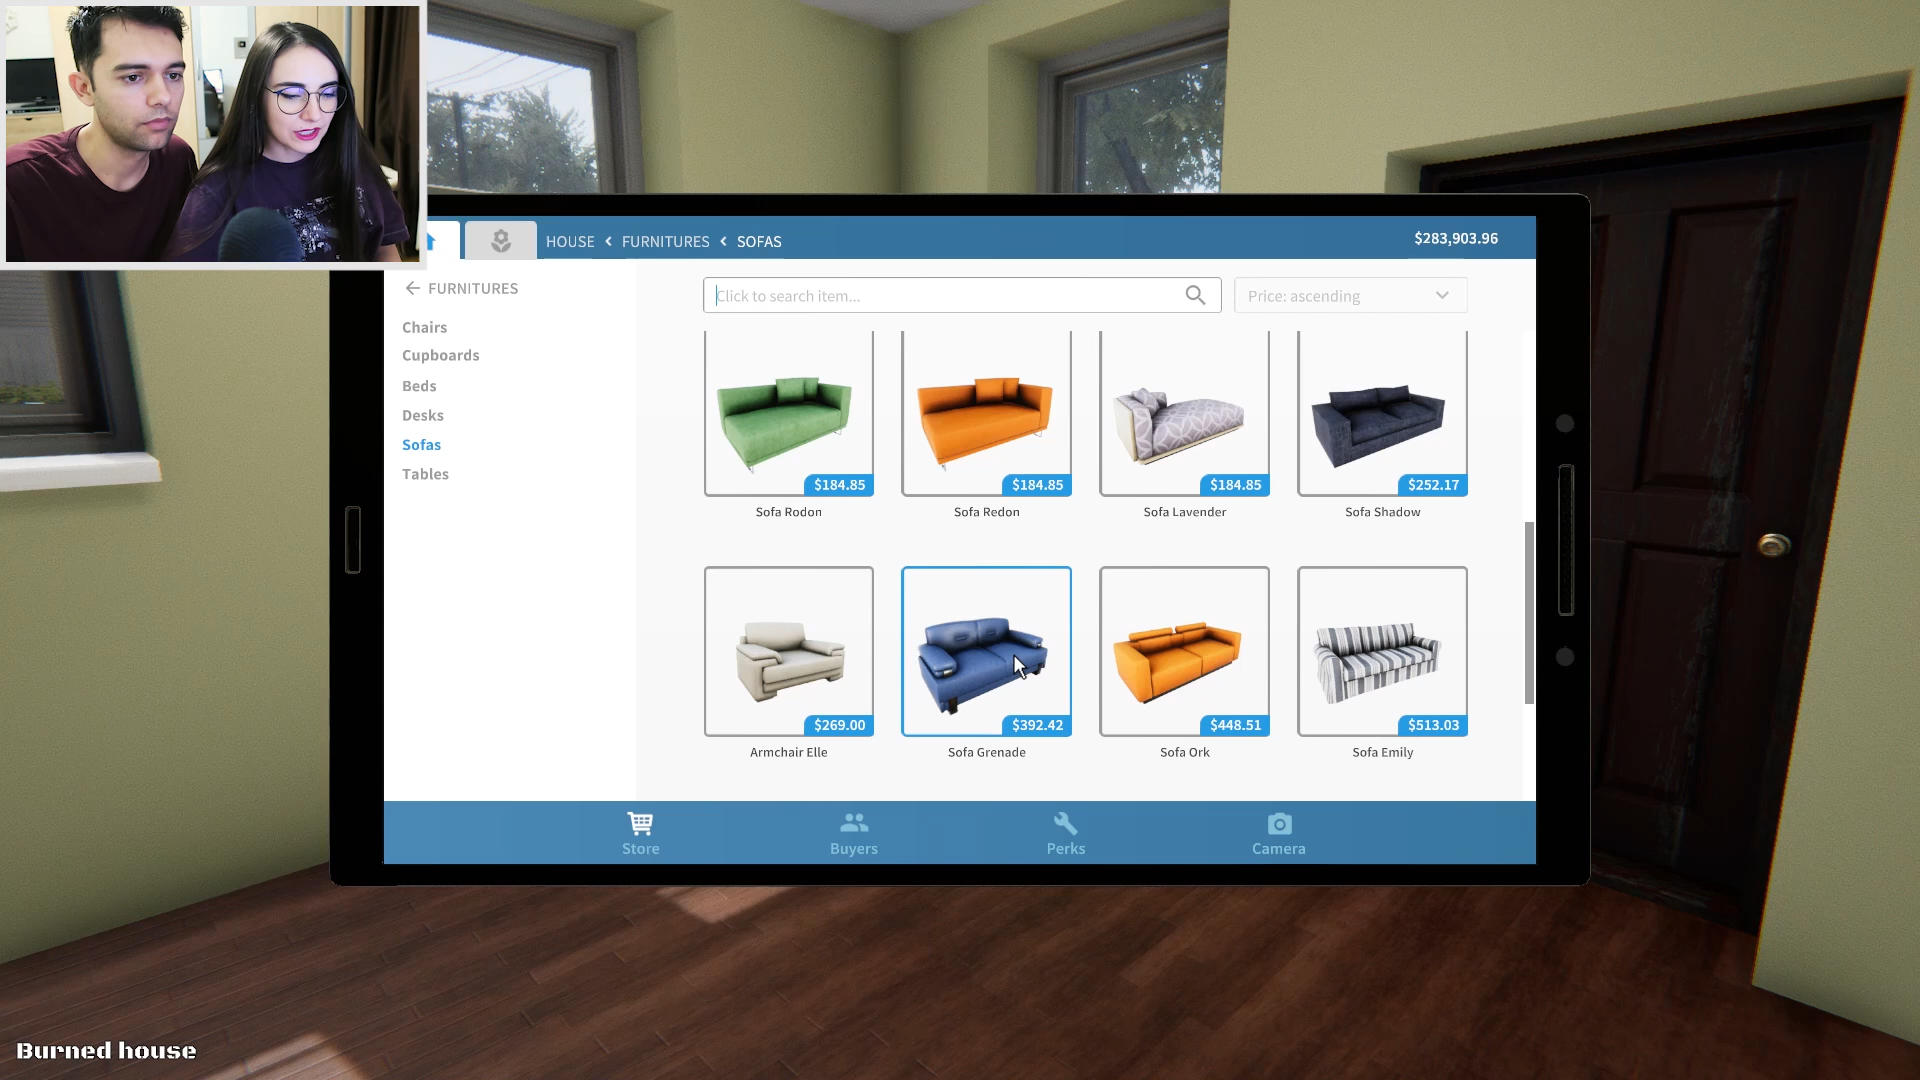 HOUSE < FURNITURES < SOFAS
$283,903.96
FURNITURES
Click to search item...
Price: ascending
Chairs
Cupboards
Beds
Desks
Sofas
Tables
$184.85
$184.85
$184.85
$252.17
Sofa Rodon
Sofa Redon
Sofa Lavender
Sofa Shadow
$269.00
$392.42
$448.51
$513.03
Armchair Elle
Sofa Grenade
Sofa Ork
Sofa Emily
Store
Buyers
Perks
Camera
Burned house